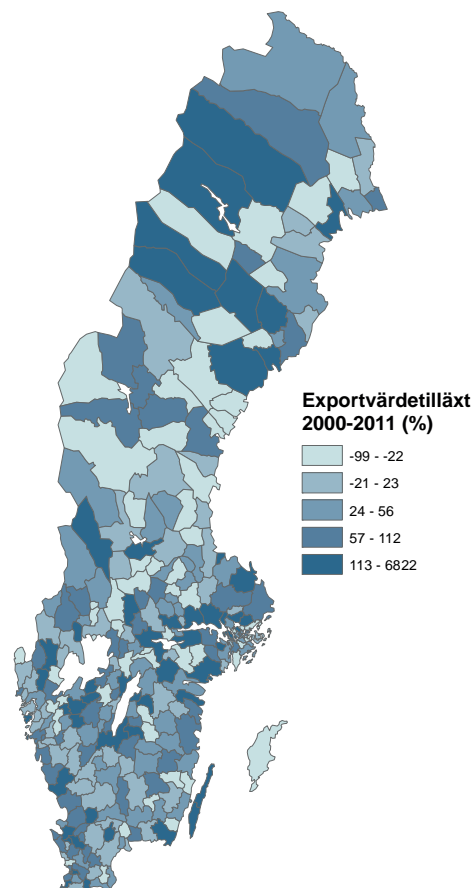 Exportvärdetilläxt
2000-2011 (%)
-99 - -22
-21 - 23
24 - 56
57 - 112
113 - 6822